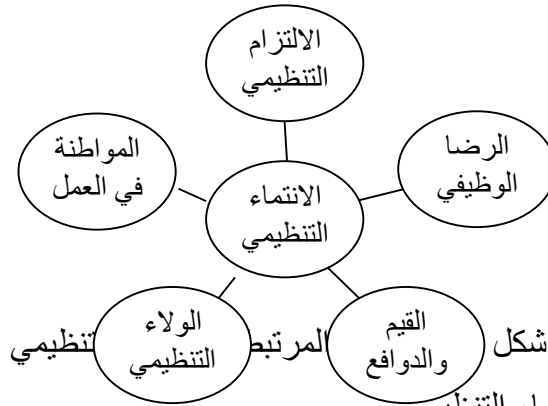 الالتزام
التنظيمي
الرضا
الوظيفي
المواطنة
في العمل
الانتماء
التنظيمي
القيم
والدوافع
الولاء
التنظيمي
شكل المرتبط تنظيمي